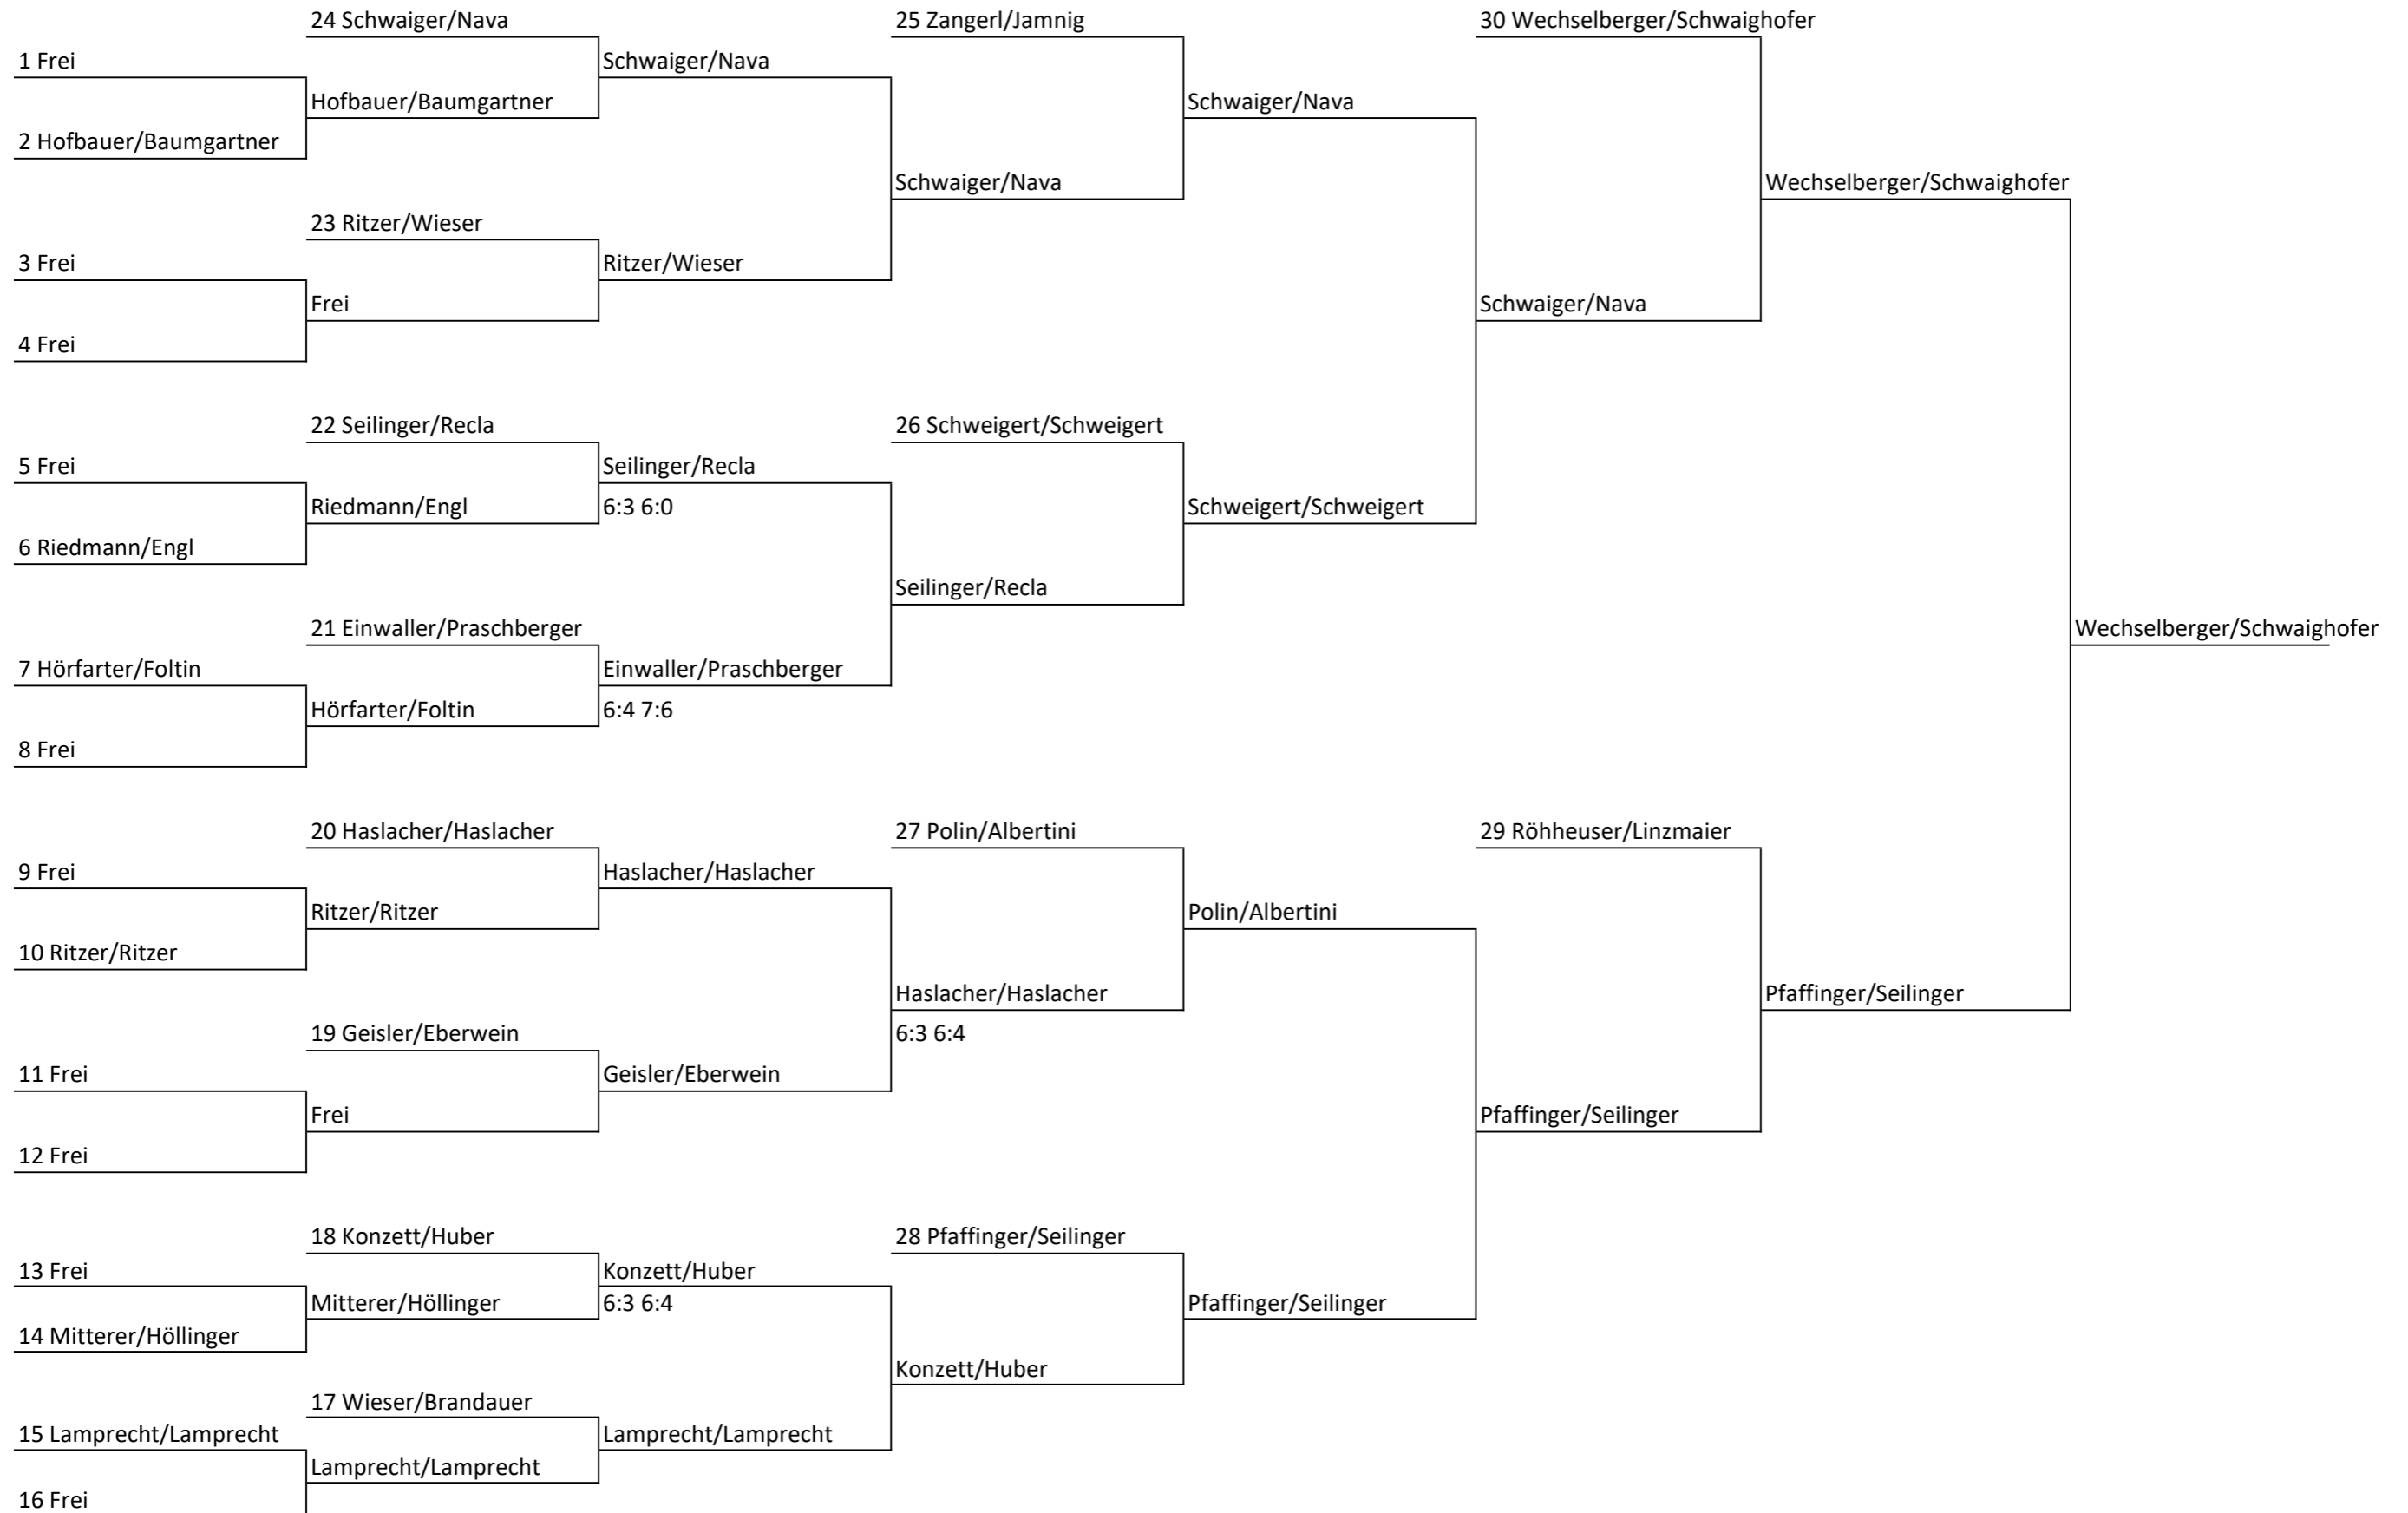 24 Schwaiger/Nava
25 Zangerl/Jamnig
30 Wechselberger/Schwaighofer
1 Frei
Schwaiger/Nava
Hofbauer/Baumgartner
Schwaiger/Nava
2 Hofbauer/Baumgartner
Schwaiger/Nava
Wechselberger/Schwaighofer
23 Ritzer/Wieser
3 Frei
Ritzer/Wieser
Frei
Schwaiger/Nava
4 Frei
22 Seilinger/Recla
26 Schweigert/Schweigert
5 Frei
Seilinger/Recla
Riedmann/Engl
6:3 6:0
Schweigert/Schweigert
6 Riedmann/Engl
Seilinger/Recla
21 Einwaller/Praschberger
Wechselberger/Schwaighofer
7 Hörfarter/Foltin
Einwaller/Praschberger
Hörfarter/Foltin
6:4 7:6
8 Frei
20 Haslacher/Haslacher
27 Polin/Albertini
29 Röhheuser/Linzmaier
9 Frei
Haslacher/Haslacher
Ritzer/Ritzer
Polin/Albertini
10 Ritzer/Ritzer
Haslacher/Haslacher
Pfaffinger/Seilinger
19 Geisler/Eberwein
6:3 6:4
11 Frei
Geisler/Eberwein
Frei
Pfaffinger/Seilinger
12 Frei
18 Konzett/Huber
28 Pfaffinger/Seilinger
13 Frei
Konzett/Huber
Mitterer/Höllinger
6:3 6:4
Pfaffinger/Seilinger
14 Mitterer/Höllinger
Konzett/Huber
17 Wieser/Brandauer
15 Lamprecht/Lamprecht
Lamprecht/Lamprecht
Lamprecht/Lamprecht
16 Frei